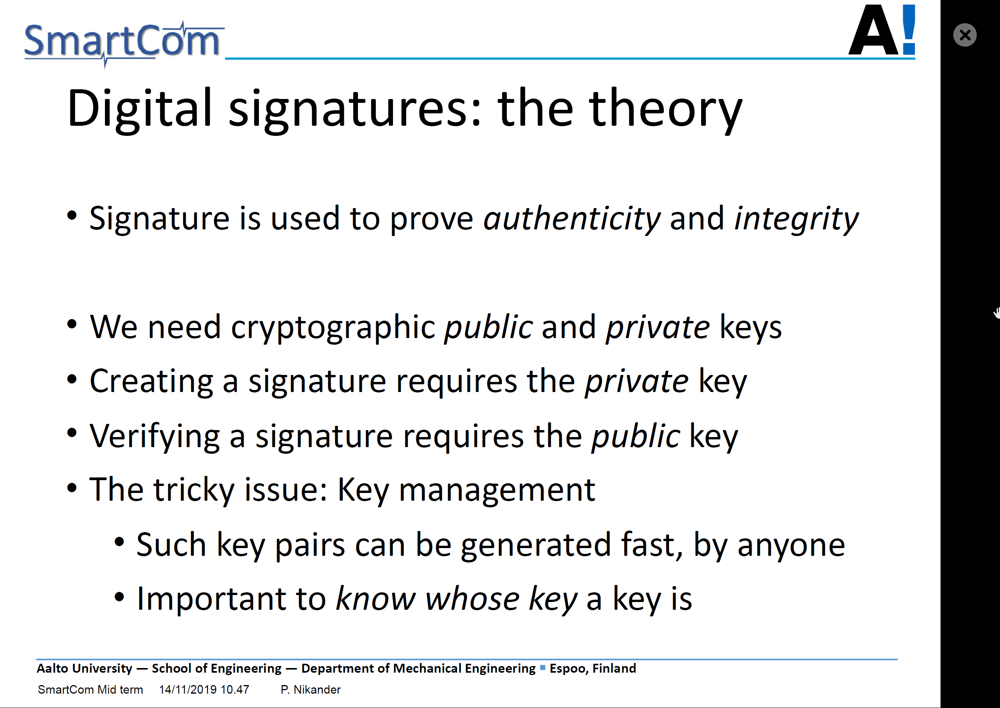 SmartCom
A!
Digital signatures: the theory
• Signature is used to prove authenticity and integrity
• We need cryptographic public and private keys
• Creating a signature requires the private key
• Verifying a signature requires the public key
• The tricky issue: Key management
• Such key pairs can be generated fast, by anyone
• Important to know whose key a key is
Aalto University — School of Engineering — Department of Mechanical Engineering ▪ Espoo, Finland
SmartCom Mid term 14/11/2019 10.47 P. Nikander